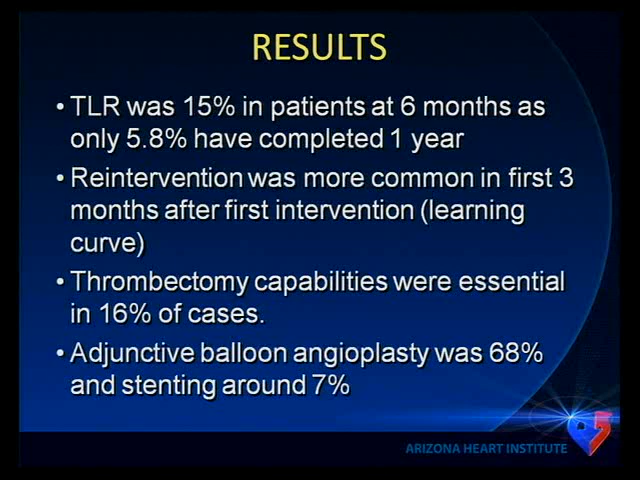 RESULTS
• TLR was 15% in patients at 6 months as
only 5.8% have completed 1 year
• Reintervention was more common in first 3
months after first intervention (learning
curve)
• Thrombectomy capabilities were essential
in 16% of cases.
• Adjunctive balloon angioplasty was 68%
and stenting around 7%
ARIZONA HEART INSTITUTE